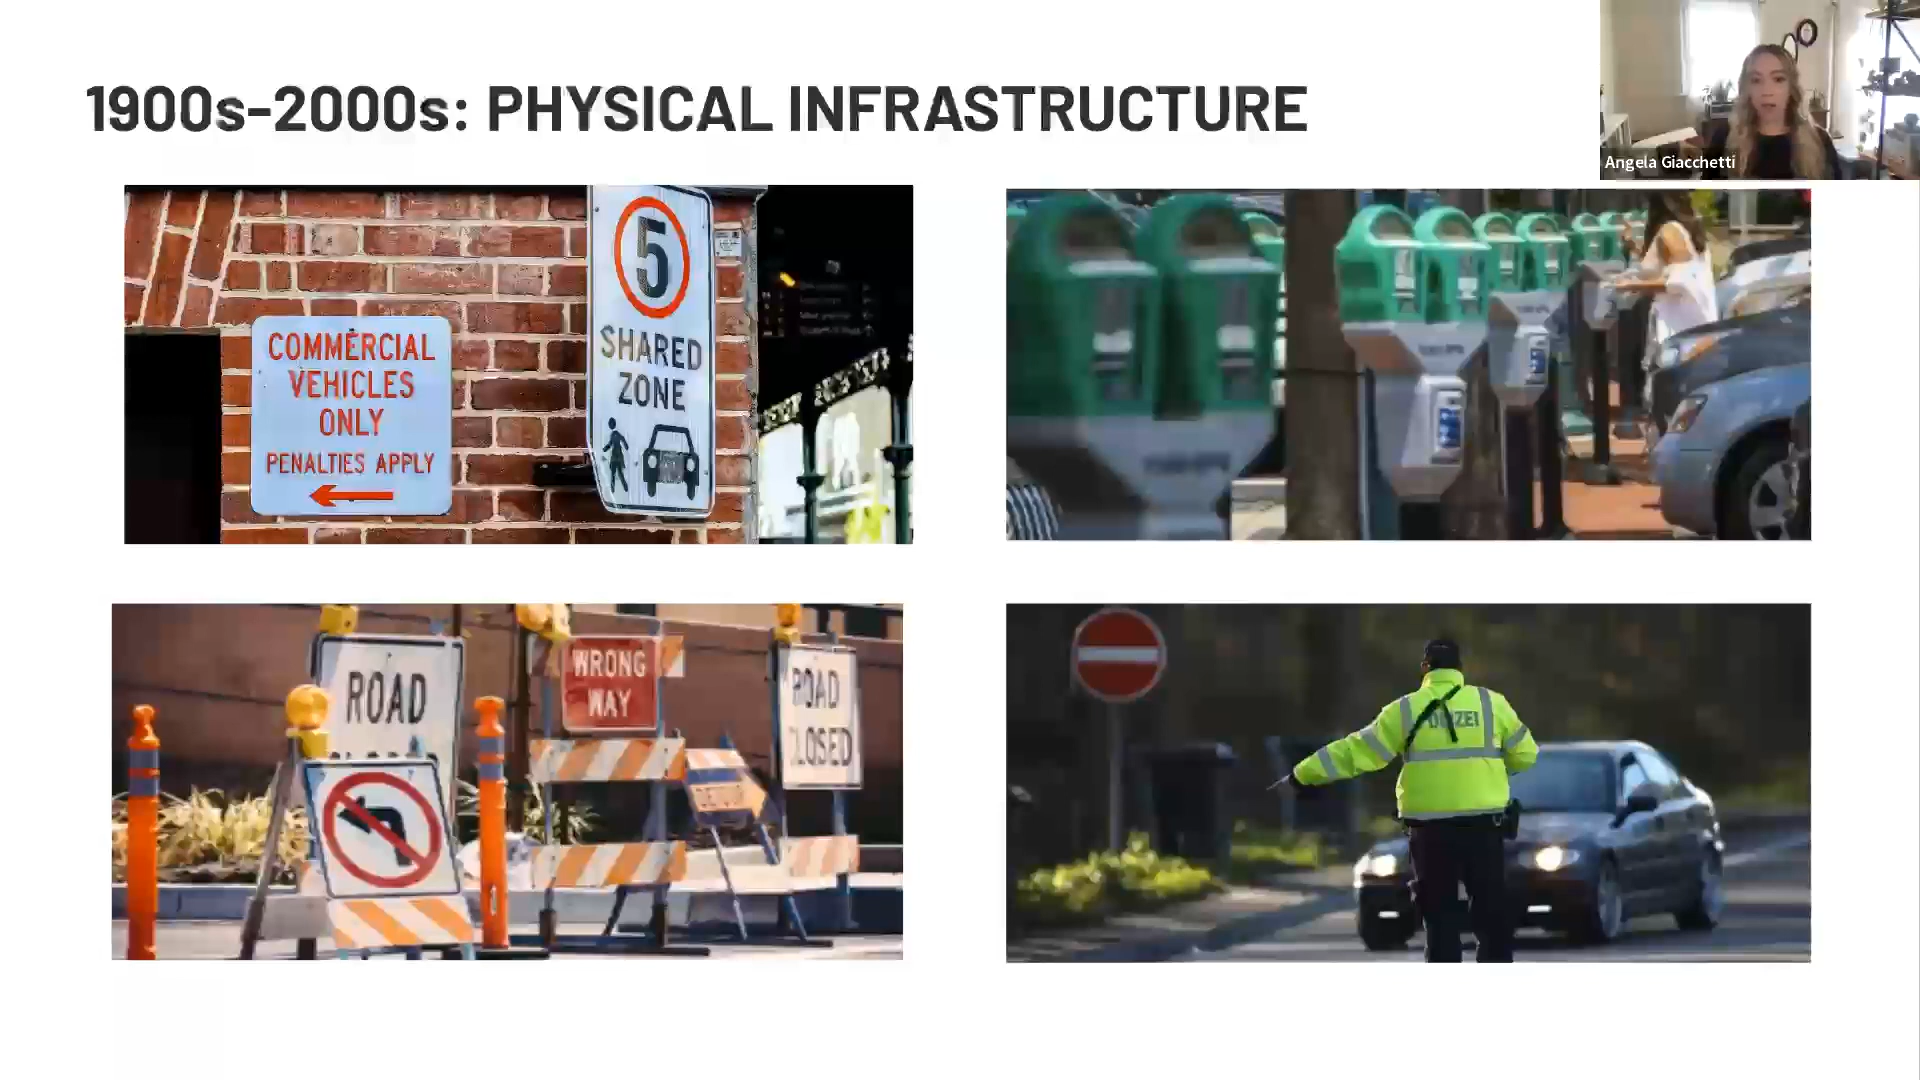 1900s-2000s: PHYSICAL INFRASTRUCTURE
Angela Giacchetti
COMMERCIAL
VEHICLES
ONLY
PENALTIES APPLY
5
SHARED
ZONE
ROAD
WRONG
WAY
ROAD
CLOSED
POLIZEI